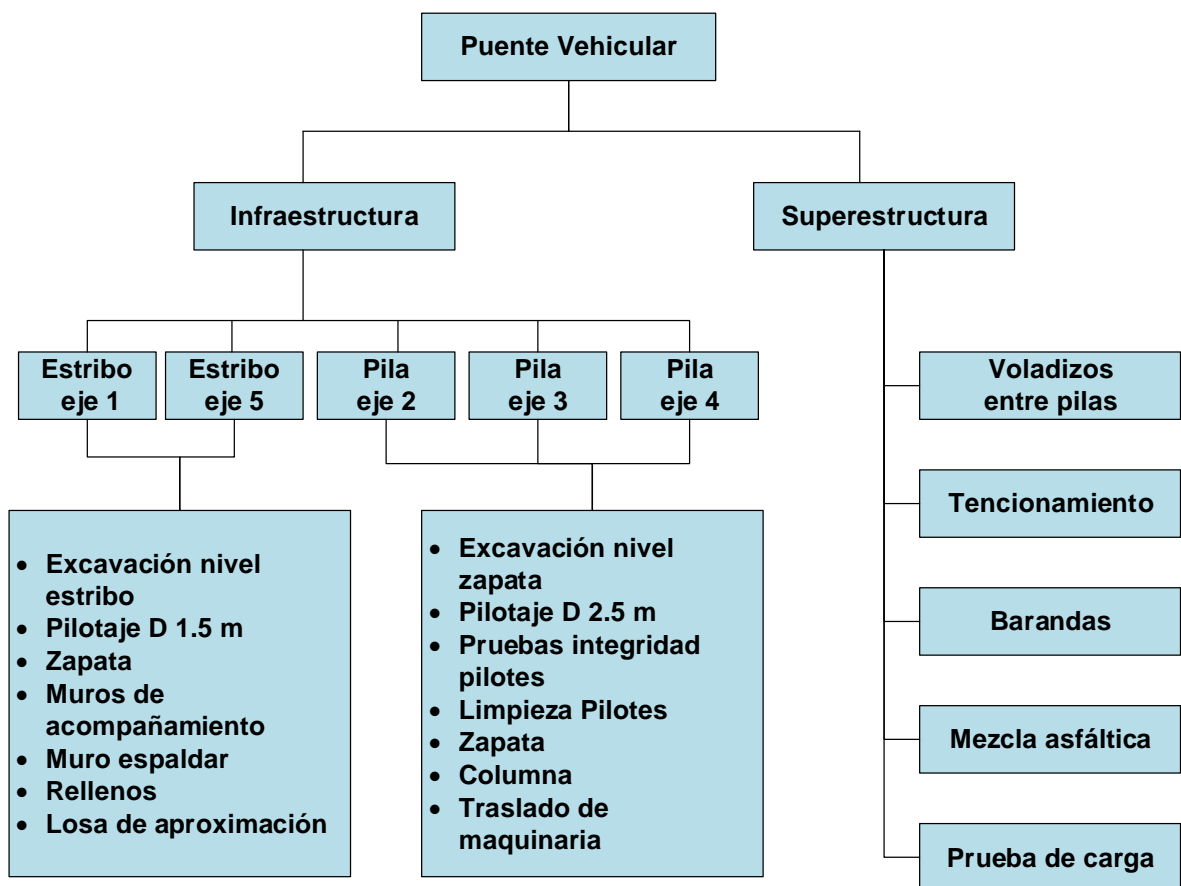 Puente Vehicular
Infraestructura
Superestructura
Estribo
eje 1
Estribo
eje 5
Pila
eje 2
Pila
eje 3
Pila
eje 4
• Excavación nivel
estribo
• Pilotaje D 1.5 m
• Zapata
• Muros de
acompañamiento
• Muro espaldar
• Rellenos
• Losa de aproximación
• Excavación nivel
zapata
• Pilotaje D 2.5 m
• Pruebas integridad
pilotes
• Limpieza Pilotes
• Zapata
• Columna
• Traslado de
maquinaria
Voladizos
entre pilas
Tencionamiento
Barandas
Mezcla asfáltica
Prueba de carga